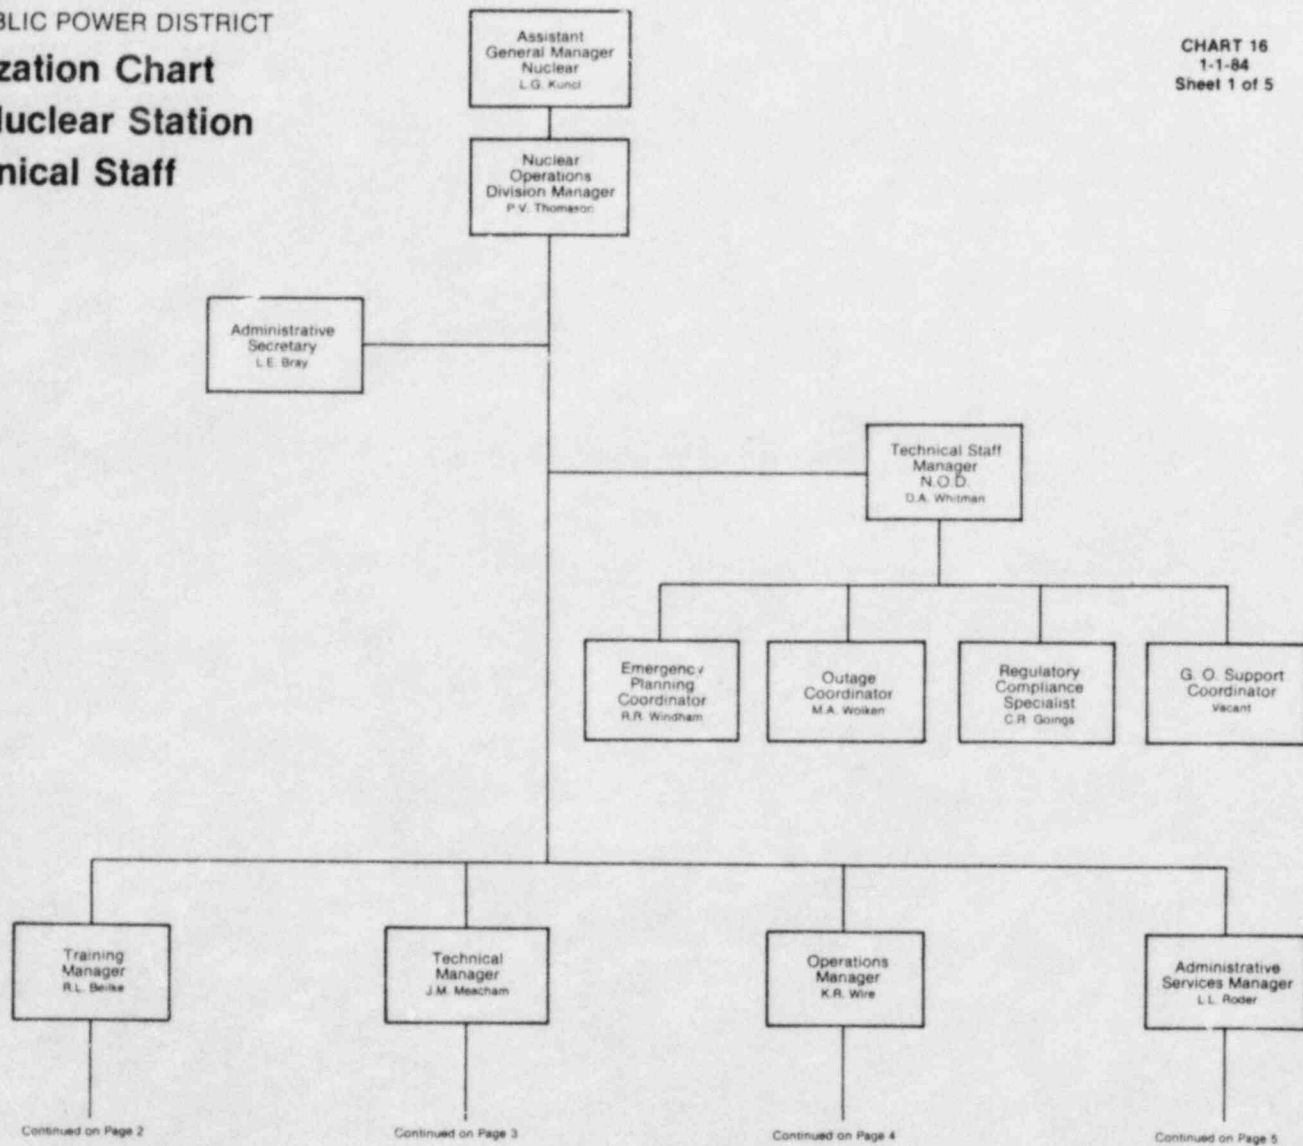 BLIC POWER DISTRICT
zation Chart
Nuclear Station
nical Staff
CHART 16
1-1-84
Sheet 1 of 5
Assistant
General Manager
Nuclear
L.G. Kuncl
Nuclear
Operations
Division Manager
P.V. Thomason
Administrative
Secretary
L.E. Bray
Technical Staff
Manager
N.O.D.
D.A. Whitman
Emergency
Planning
Coordinator
R.R. Windham
Outage
Coordinator
M.A. Wolken
Regulatory
Compliance
Specialist
C.R. Goings
G. O. Support
Coordinator
Vacant
Training
Manager
R.L. Beilke
Technical
Manager
J.M. Meacham
Operations
Manager
K.R. Wire
Administrative
Services Manager
L.L. Roder
Continued on Page 2
Continued on Page 3
Continued on Page 4
Continued on Page 5